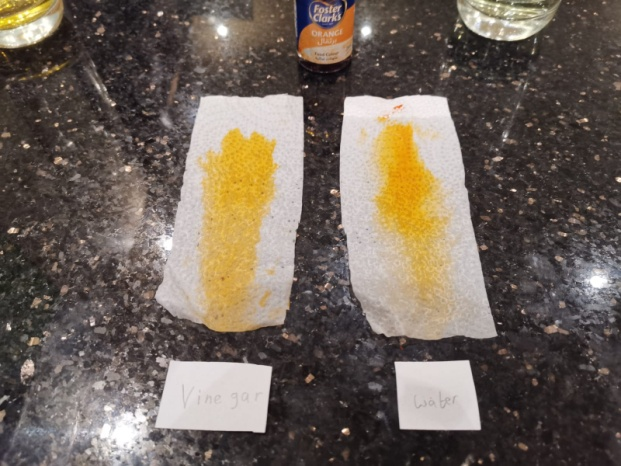 Foster
Clark's
ORANGE
Vinegar
water